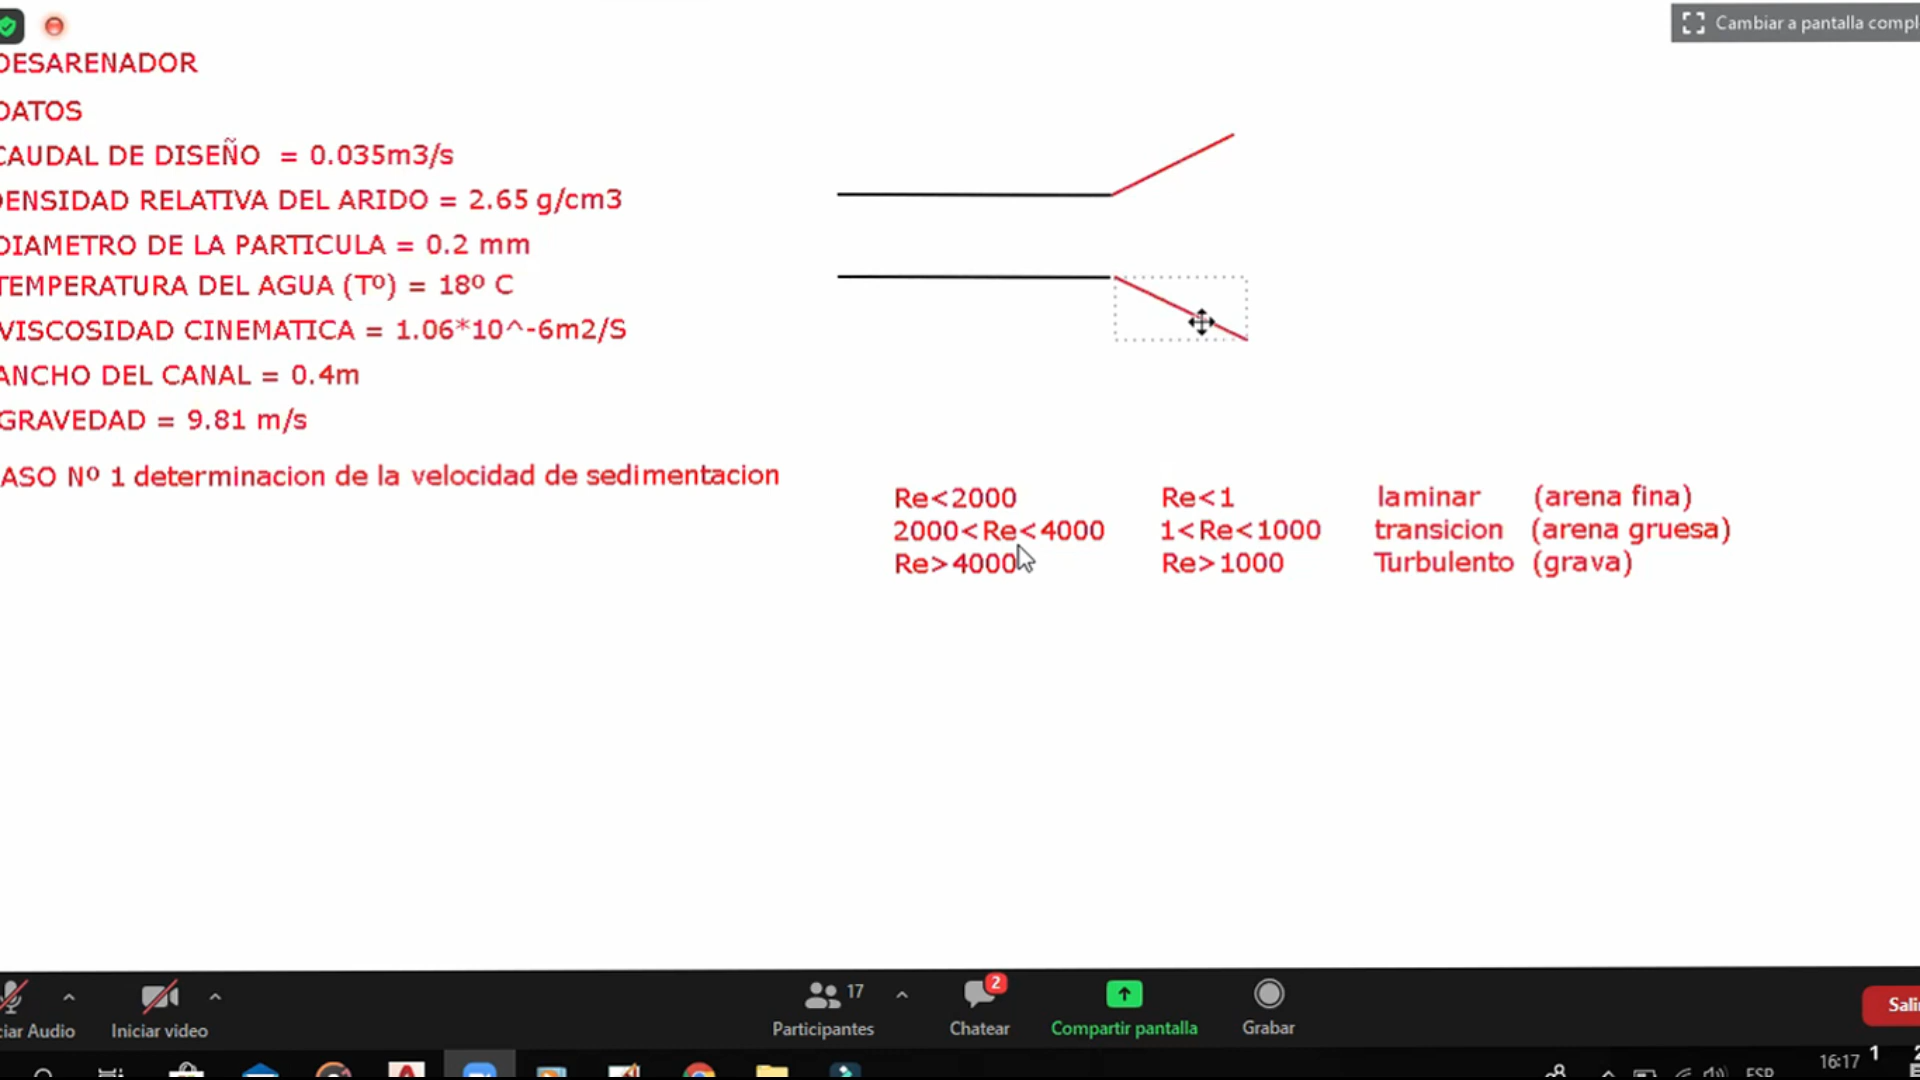 Cambiar a pantalla compl
DESARENADOR
DATOS
CAUDAL DE DISEÑO = 0.035m3/s
DENSIDAD RELATIVA DEL ARIDO = 2.65 g/cm3
DIAMETRO DE LA PARTICULA = 0.2 mm
TEMPERATURA DEL AGUA (Tº) = 18º C
VISCOSIDAD CINEMATICA = 1.06*10^-6m2/S
ANCHO DEL CANAL = 0.4m
GRAVEDAD = 9.81 m/s
ASO Nº 1 determinacion de la velocidad de sedimentacion
Re<2000 Re<1 laminar (arena fina)
2000<Re<4000 1<Re<1000 transicion (arena gruesa)
Re>4000 Re>1000 Turbulento (grava)
17
2
ciar Audio
Iniciar video
Participantes
Chatear
Compartir pantalla
Grabar
Sali
16:17
1
ESP